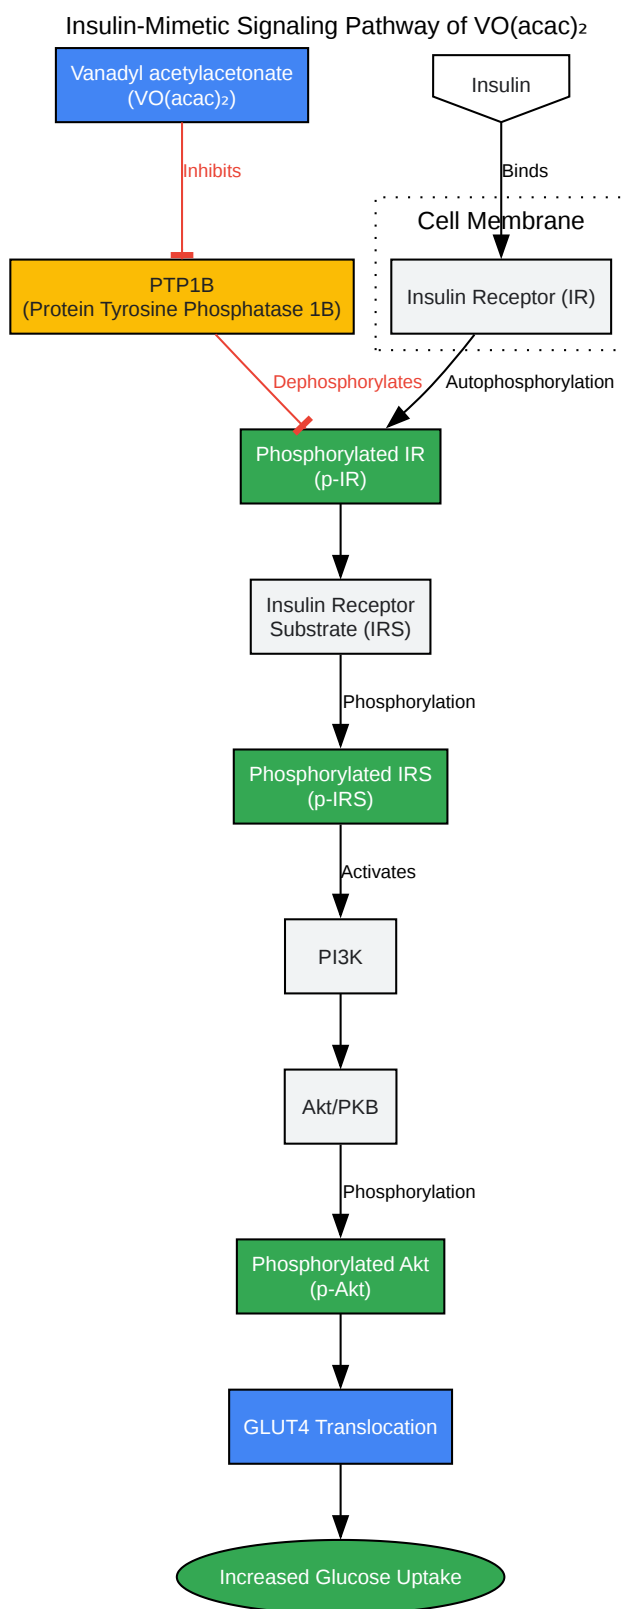 Insulin-Mimetic Signaling Pathway of VO(acac)₂
Vanadyl acetylacetonate
(VO(acac)₂)
Insulin
Inhibits
Binds
Cell Membrane
PTP1B
(Protein Tyrosine Phosphatase 1B)
Insulin Receptor (IR)
Dephosphorylates
Autophosphorylation
Phosphorylated IR
(p-IR)
Insulin Receptor
Substrate (IRS)
Phosphorylation
Phosphorylated IRS
(p-IRS)
Activates
PI3K
Akt/PKB
Phosphorylation
Phosphorylated Akt
(p-Akt)
GLUT4 Translocation
Increased Glucose Uptake